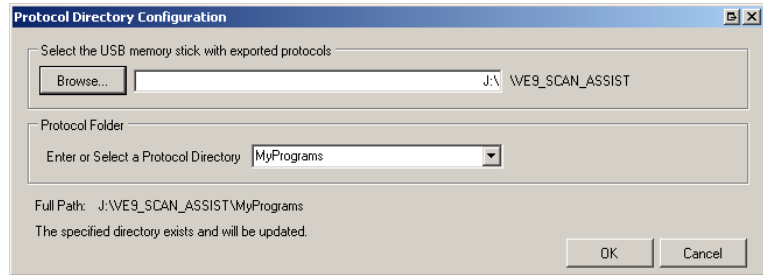 Protocol Directory Configuration
Select the USB memory stick with exported protocols
Browse... J:\ \VE9_SCAN_ASSIST
Protocol Folder
Enter or Select a Protocol Directory MyPrograms
Full Path: J:\VE9_SCAN_ASSIST\MyPrograms
The specified directory exists and will be updated.
OK Cancel